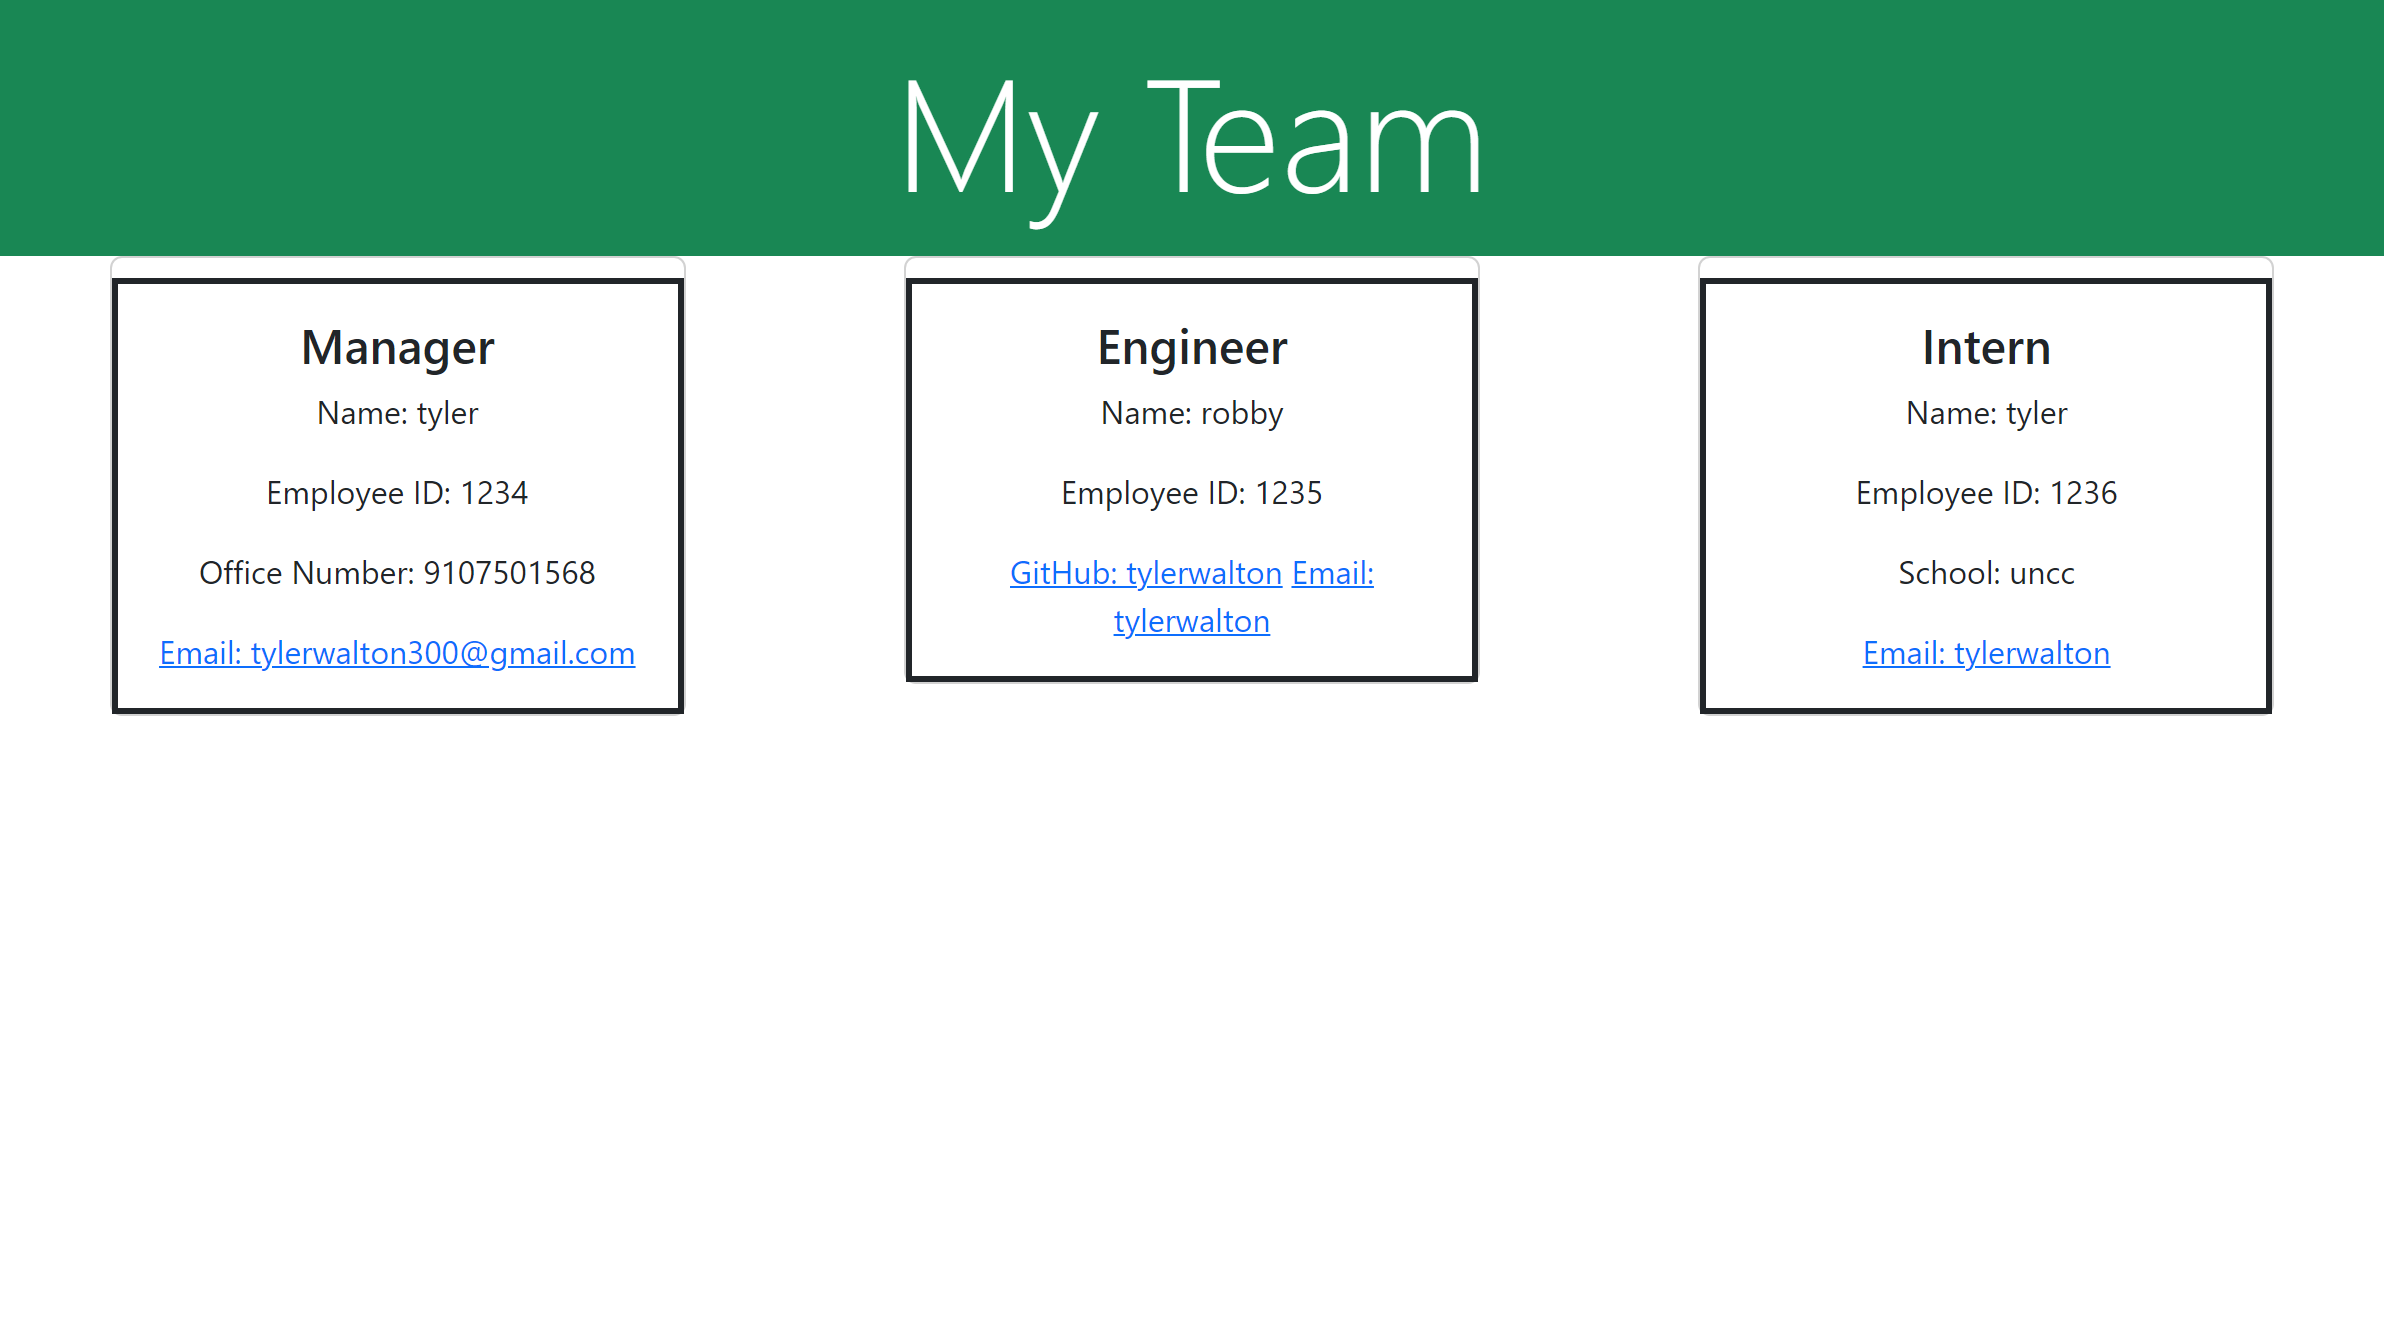 My Team
Manager
Name: tyler
Employee ID: 1234
Office Number: 9107501568
Email: tylerwalton300@gmail.com
Engineer
Name: robby
Employee ID: 1235
GitHub: tylerwalton Email:
tylerwalton
Intern
Name: tyler
Employee ID: 1236
School: uncc
Email: tylerwalton